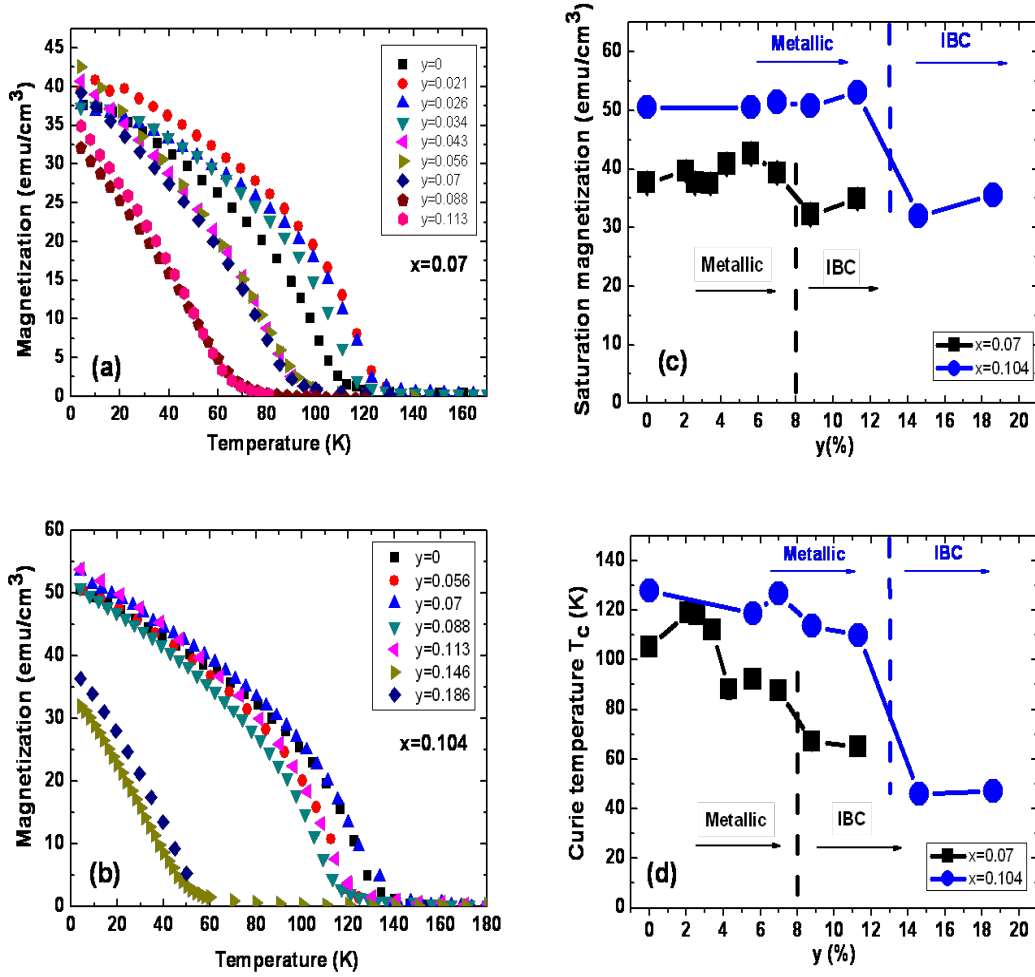 Magnetization (emu/cm³)
45
40
35
30
25
20
15
10
5
0
y=0
y=0.021
y=0.026
y=0.034
y=0.043
y=0.056
y=0.07
y=0.088
y=0.113
x=0.07
(a)
0 20 40 60 80 100 120 140 160
Temperature (K)
Saturation magnetization (emu/cm³)
60
50
40
30
20
10
0
Metallic
IBC
Metallic
IBC
x=0.07
x=0.104
(c)
0 2 4 6 8 10 12 14 16 18 20
y(%)
Magnetization (emu/cm³)
60
50
40
30
20
10
0
y=0
y=0.056
y=0.07
y=0.088
y=0.113
y=0.146
y=0.186
x=0.104
(b)
0 20 40 60 80 100 120 140 160 180
Temperature (K)
Curie temperature T_C (K)
140
120
100
80
60
40
20
0
Metallic
IBC
Metallic
IBC
x=0.07
x=0.104
(d)
0 2 4 6 8 10 12 14 16 18 20
y (%)